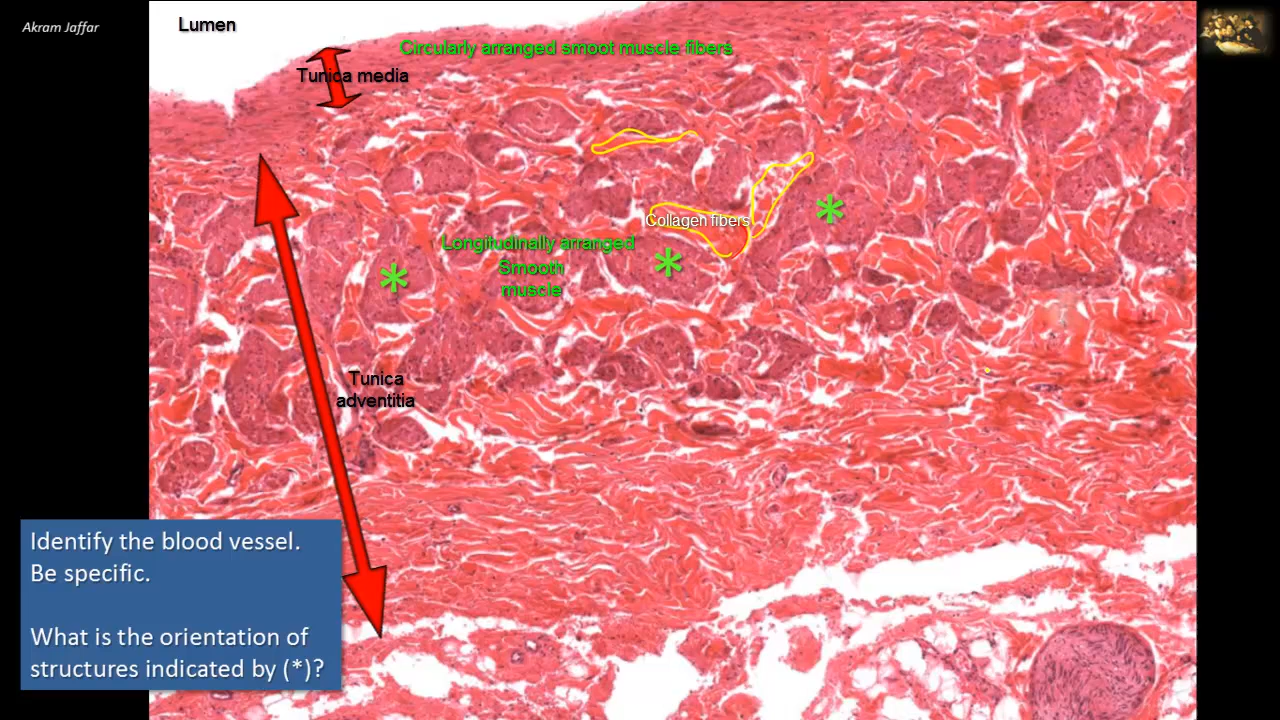 Akram Jaffar
Lumen
Circularly arranged smoot muscle fibers
Tunica media
Collagen fibers
Longitudinally arranged
Smooth
muscle
*
*
*
Tunica
adventitia
Identify the blood vessel.
Be specific.
What is the orientation of
structures indicated by (*)?